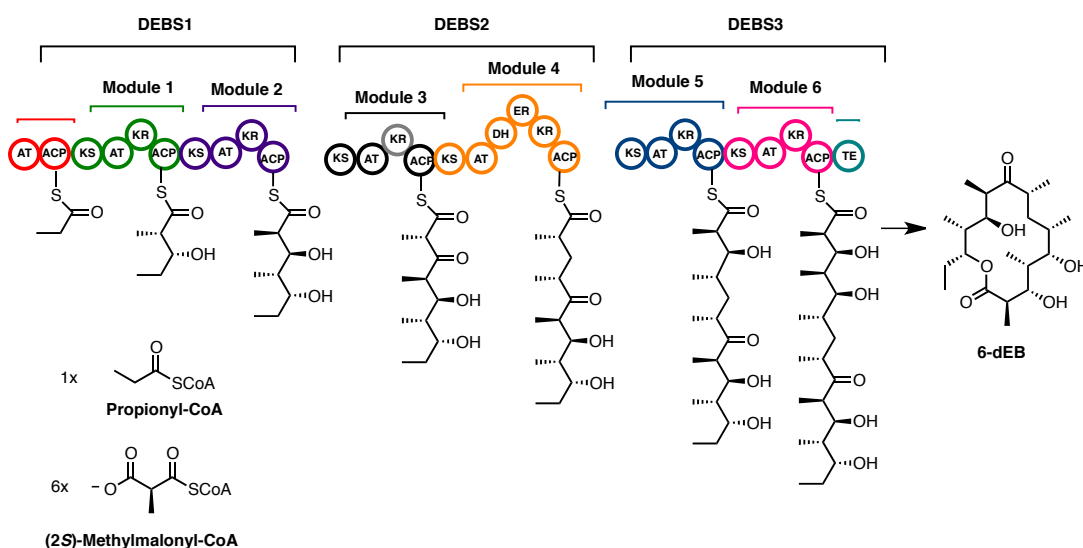 DEBS1 DEBS2 DEBS3
Module 1 Module 2 Module 3 Module 4 Module 5 Module 6
AT ACP KS AT KR ACP KS AT KR ACP
KS AT KR ACP KS AT DH ER KR ACP
KS AT KR ACP KS AT KR ACP TE
S O
S O OH
S O OH OH
S O O OH OH
S O O OH OH
S O OH O OH OH
S O OH OH O OH OH
O OH O O OH OH
6-dEB
1x O SCoA
Propionyl-CoA
6x −O O O SCoA
(2S)-Methylmalonyl-CoA